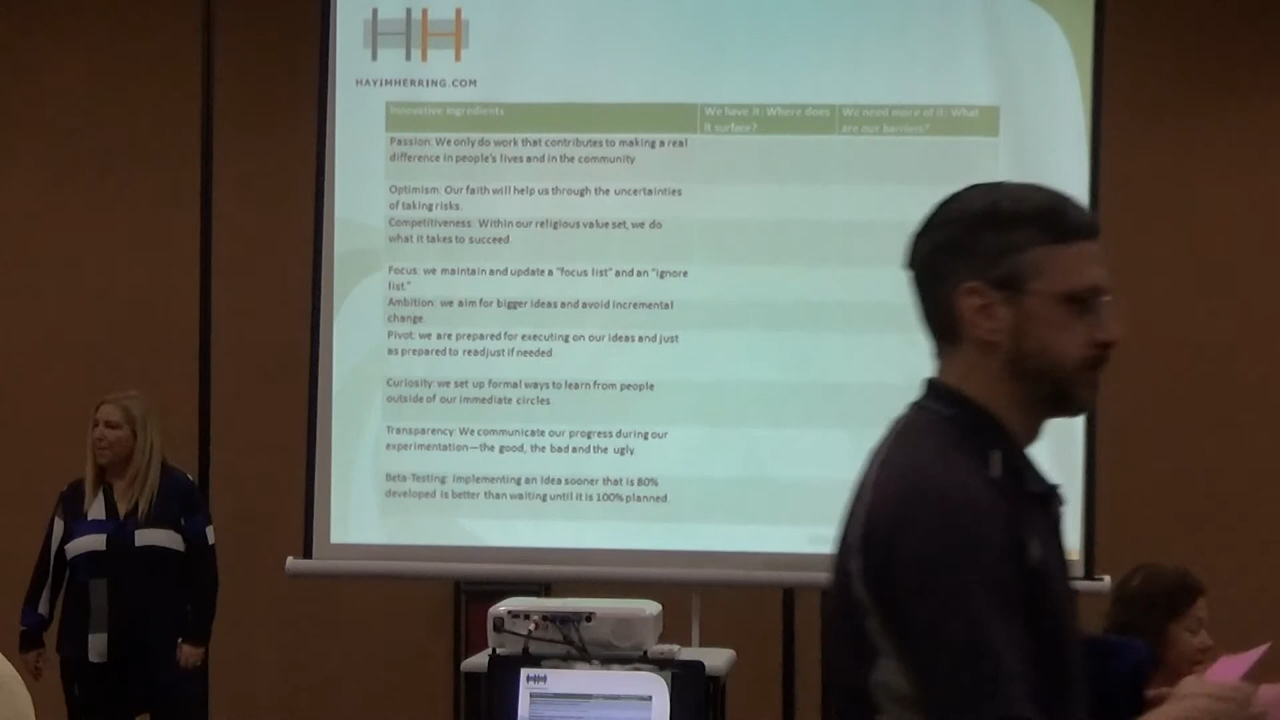 HH
HAYIMHERRING.COM
Innovative ingredients
We have it: Where does
it surface?
We need more of it: What
are our barriers?
Passion: We only do work that contributes to making a real
difference in people's lives and in the community
Optimism: Our faith will help us through the uncertainties
of taking risks.
Competitiveness: Within our religious value set, we do
what it takes to succeed.
Focus: we maintain and update a "focus list" and an "ignore
list."
Ambition: we aim for bigger ideas and avoid incremental
change.
Pivot: we are prepared for executing on our ideas and just
as prepared to readjust if needed.
Curiosity: we set up formal ways to learn from people
outside of our immediate circles.
Transparency: We communicate our progress during our
experimentation—the good, the bad and the ugly.
Beta-Testing: Implementing an idea sooner that is 80%
developed is better than waiting until it is 100% planned.
HH